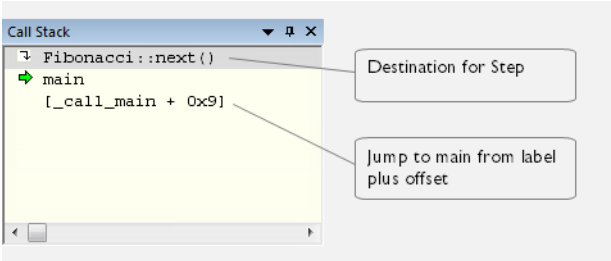 Call Stack
Fibonacci::next()
main
[_call_main + 0x9]
Destination for Step
Jump to main from label
plus offset